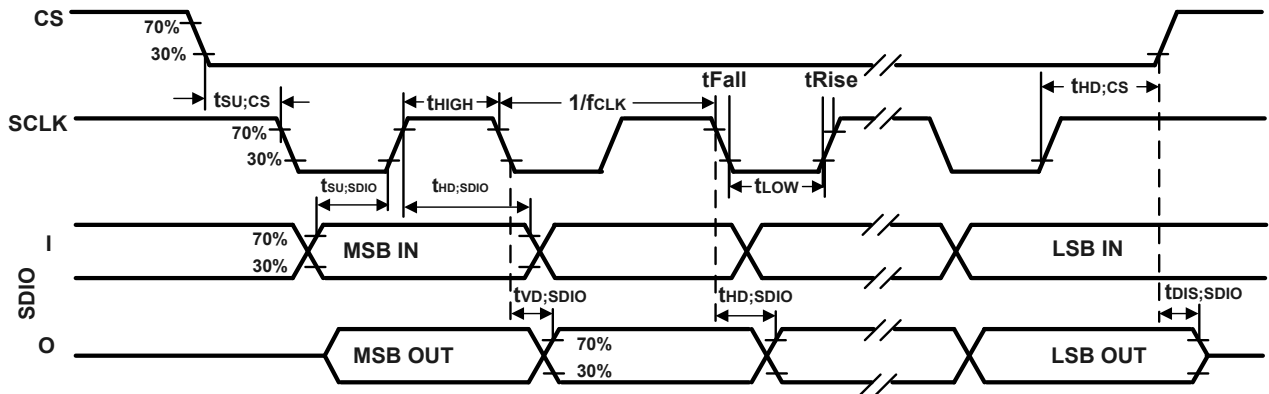 CS
70%
30%
tFall
tRise
tSU;CS
tHIGH
1/fCLK
tHD;CS
SCLK
70%
30%
tSU;SDIO
tHD;SDIO
tLOW
SDIO
I
70%
30%
MSB IN
LSB IN
tVD;SDIO
tHD;SDIO
tDIS;SDIO
O
MSB OUT
70%
30%
LSB OUT